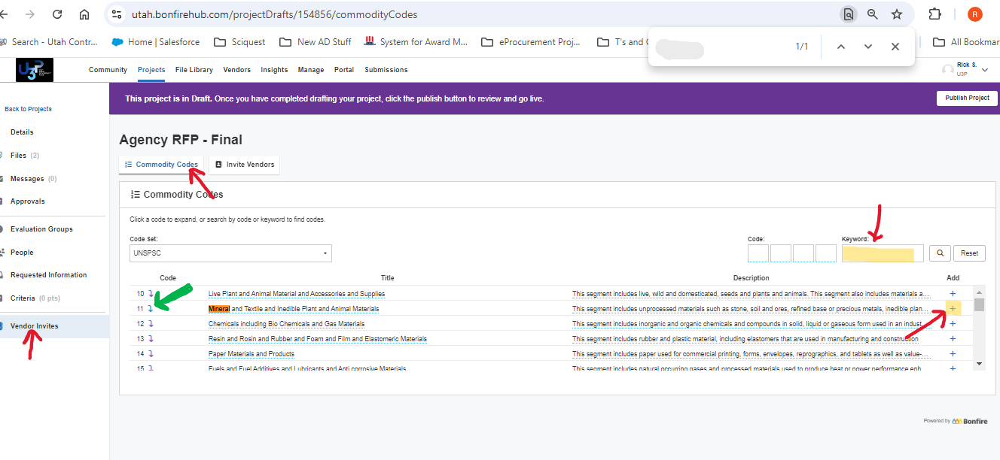 utah.bonfirehub.com/projectDrafts/154856/commodityCodes
R
Search - Utah Contr...
Home | Salesforce
Sciquest
New AD Stuff
System for Award M...
eProcurement Proj...
T's and
All Bookmar
1/1
U3P
Community
Projects
File Library
Vendors
Insights
Manage
Portal
Submissions
Rick S.
U3P
This project is in Draft. Once you have completed drafting your project, click the publish button to review and go live.
Publish Project
Back to Projects
Details
Files (2)
Messages (0)
Approvals
Evaluation Groups
People
Requested Information
Criteria (0 pts)
Vendor Invites
Agency RFP - Final
Commodity Codes
Invite Vendors
Commodity Codes
Click a code to expand, or search by code or keyword to find codes.
Code Set:
Code:
Keyword:
UNSPSC
Reset
Code Title Description Add
10 Live Plant and Animal Material and Accessories and Supplies This segment includes live, wild and domesticated, seeds and plants and animals. This segment also includes materials a... +
11 Mineral and Textile and Inedible Plant and Animal Materials This segment includes unprocessed materials such as stone, soil and ores, refined base or precious metals, inedible plan... +
12 Chemicals including Bio Chemicals and Gas Materials This segment includes inorganic and organic chemicals and compounds in solid, liquid or gaseous form used in an indust... +
13 Resin and Rosin and Rubber and Foam and Film and Elastomeric Materials This segment includes rubber and plastic material, including elastomers that are used in manufacturing and construction +
14 Paper Materials and Products This segment includes paper used for commercial printing, forms, envelopes, reprographics, and tablets as well as value-... +
15 Fuels and Fuel Additives and Lubricants and Anti corrosive Materials This segment includes natural occurring gases and processed materials used to produce heat or power performance enh +
Powered by Bonfire